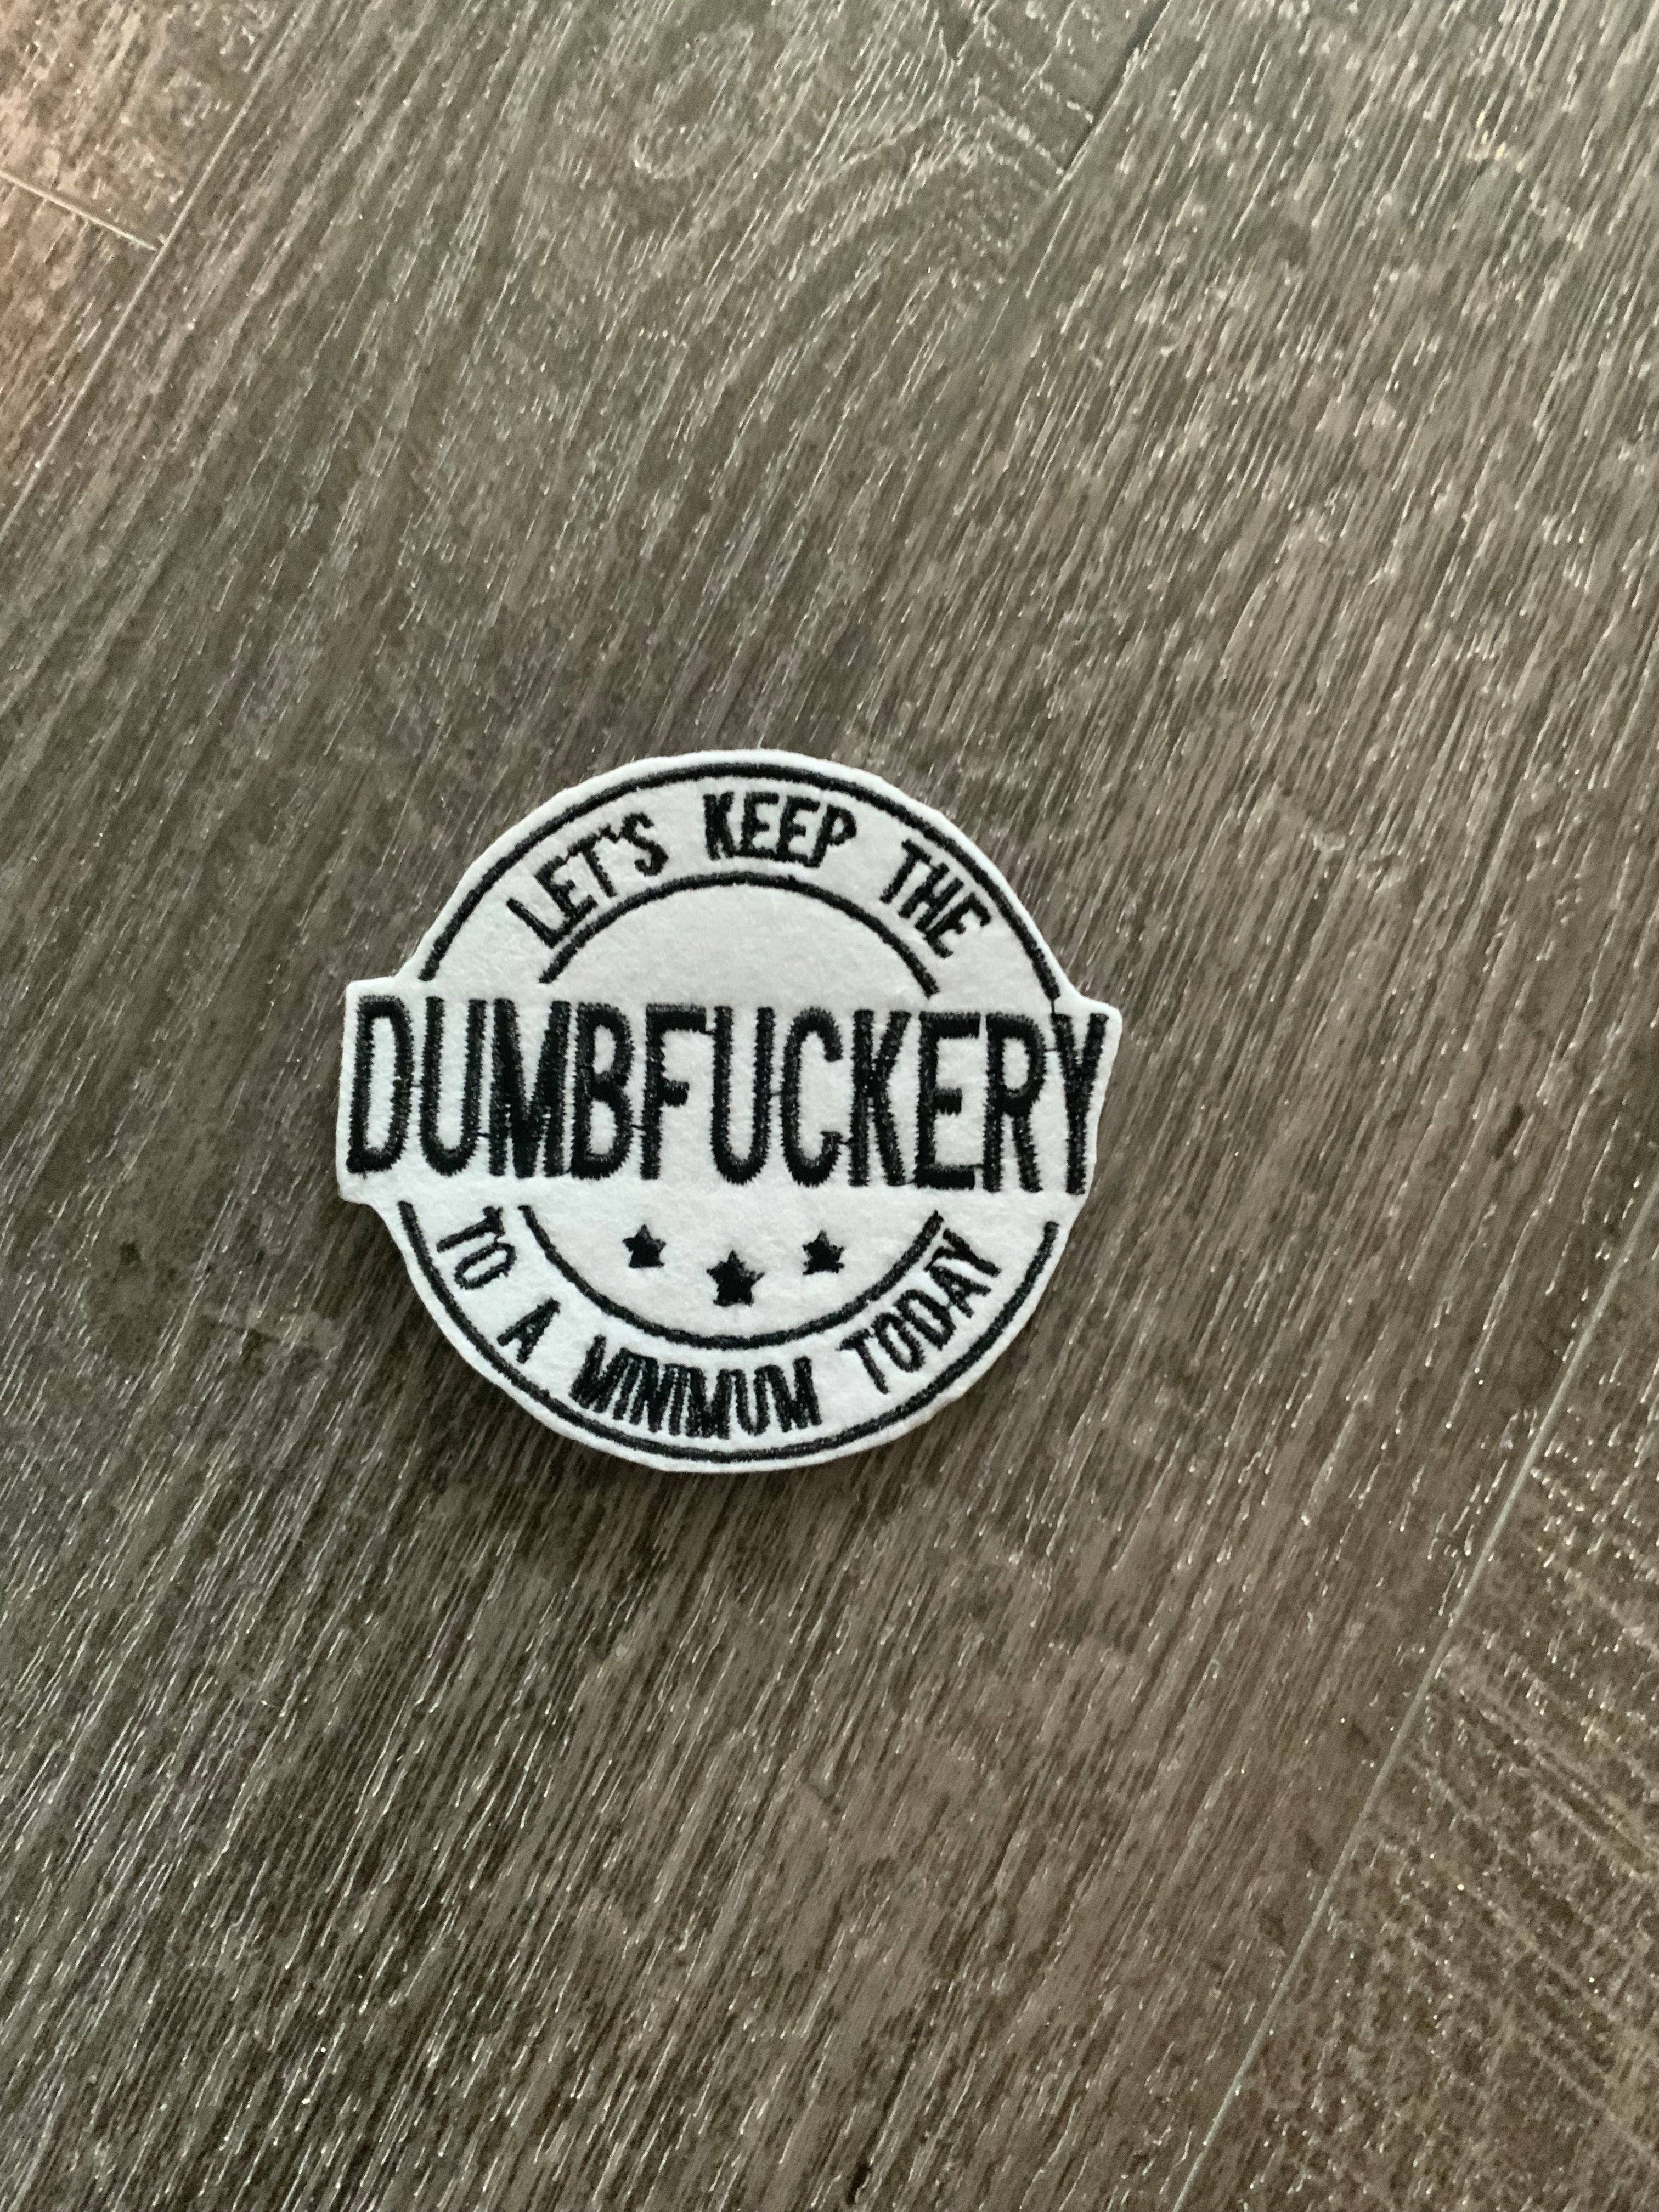 LET'S KEEP THE
DUMBFUCKERY
TO A MINIMUM TODAY